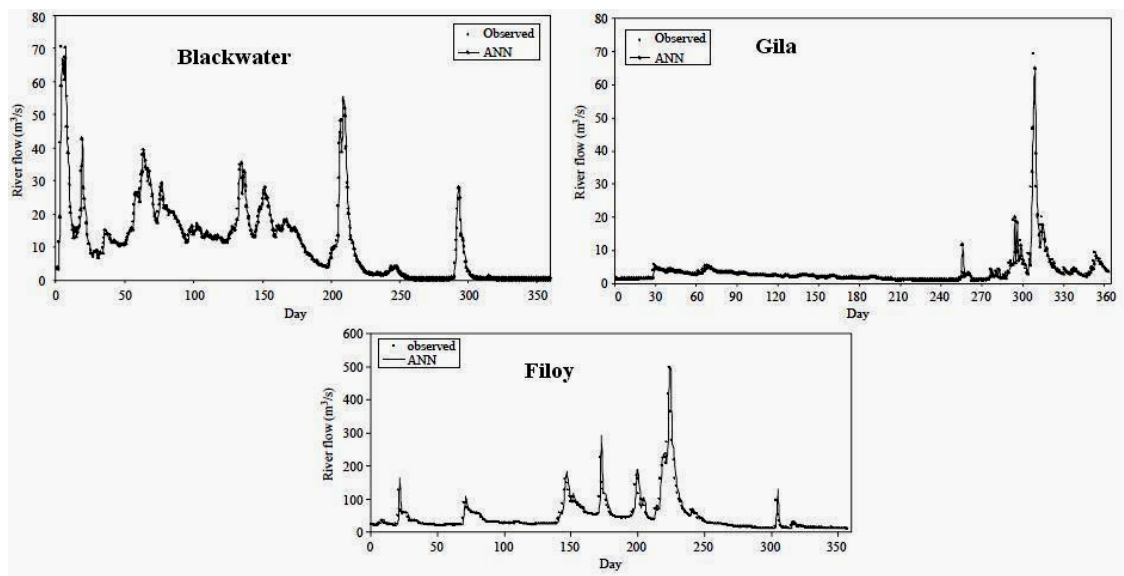 Blackwater
Observed
ANN
River flow (m³/s)
80
70
60
50
40
30
20
10
0
0 50 100 150 200 250 300 350
Day
Gila
Observed
ANN
River flow (m³/s)
80
70
60
50
40
30
20
10
0
0 30 60 90 120 150 180 210 240 270 300 330 360
Day
Filoy
observed
ANN
River flow (m³/s)
600
500
400
300
200
100
0
0 50 100 150 200 250 300 350
Day